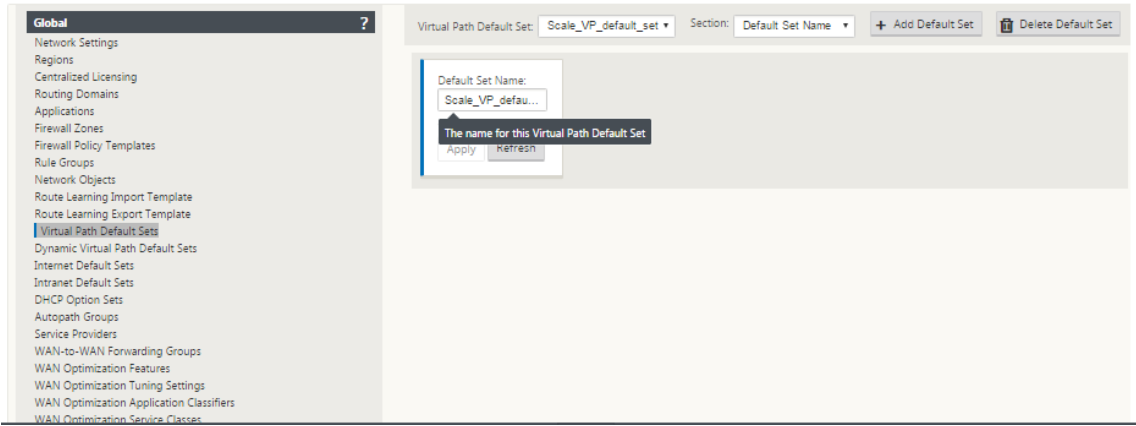 Global ?
Network Settings
Regions
Centralized Licensing
Routing Domains
Applications
Firewall Zones
Firewall Policy Templates
Rule Groups
Network Objects
Route Learning Import Template
Route Learning Export Template
Virtual Path Default Sets
Dynamic Virtual Path Default Sets
Internet Default Sets
Intranet Default Sets
DHCP Option Sets
Autopath Groups
Service Providers
WAN-to-WAN Forwarding Groups
WAN Optimization Features
WAN Optimization Tuning Settings
WAN Optimization Application Classifiers
WAN Optimization Service Classes
Virtual Path Default Set: Scale_VP_default_set Section: Default Set Name + Add Default Set Delete Default Set
Default Set Name:
Scale_VP_defau...
The name for this Virtual Path Default Set
Apply Refresh